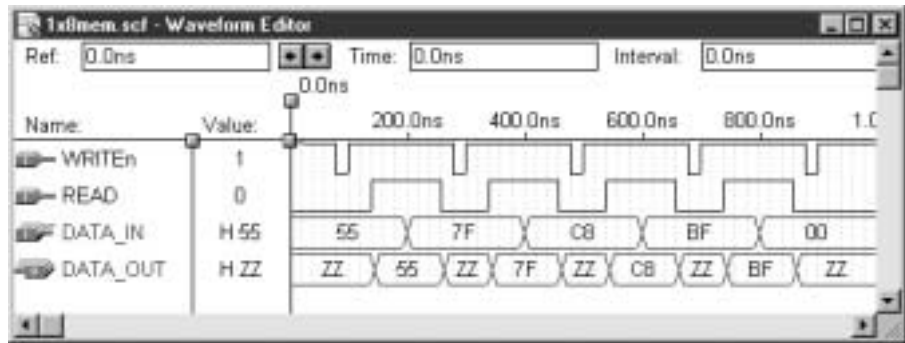 1x8mem.scf - Waveform Editor
Ref: 0.0ns Time: 0.0ns Interval: 0.0ns
0.0ns
Name: Value: 200.0ns 400.0ns 600.0ns 800.0ns 1.0
WRITEn 1
READ 0
DATA_IN H 55 55 7F C8 BF 00
DATA_OUT H ZZ ZZ 55 ZZ 7F ZZ C8 ZZ BF ZZ